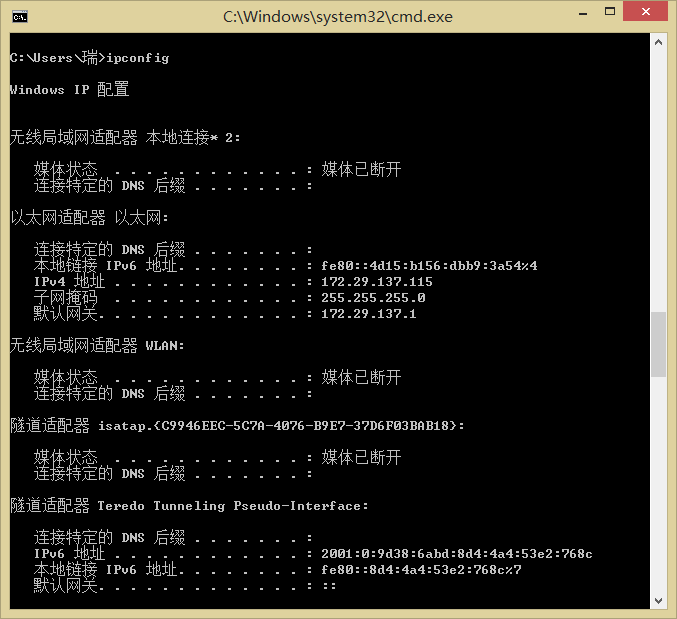 C:\Windows\system32\cmd.exe
C:\Users\瑞>ipconfig
Windows IP 配置
无线局域网适配器 本地连接* 2:
媒体状态 . . . . . . . . . . . . : 媒体已断开
连接特定的 DNS 后缀 . . . . . . . :
以太网适配器 以太网:
连接特定的 DNS 后缀 . . . . . . . :
本地链接 IPv6 地址. . . . . . . . : fe80::4d15:b156:dbb9:3a54%4
IPv4 地址 . . . . . . . . . . . . : 172.29.137.115
子网掩码 . . . . . . . . . . . . : 255.255.255.0
默认网关. . . . . . . . . . . . . : 172.29.137.1
无线局域网适配器 WLAN:
媒体状态 . . . . . . . . . . . . : 媒体已断开
连接特定的 DNS 后缀 . . . . . . . :
隧道适配器 isatap.{C9946EEC-5C7A-4076-B9E7-37D6F03BAB18}:
媒体状态 . . . . . . . . . . . . : 媒体已断开
连接特定的 DNS 后缀 . . . . . . . :
隧道适配器 Teredo Tunneling Pseudo-Interface:
连接特定的 DNS 后缀 . . . . . . . :
IPv6 地址 . . . . . . . . . . . . : 2001:0:9d38:6abd:8d4:4a4:53e2:768c
本地链接 IPv6 地址. . . . . . . . : fe80::8d4:4a4:53e2:768c%7
默认网关. . . . . . . . . . . . . : ::